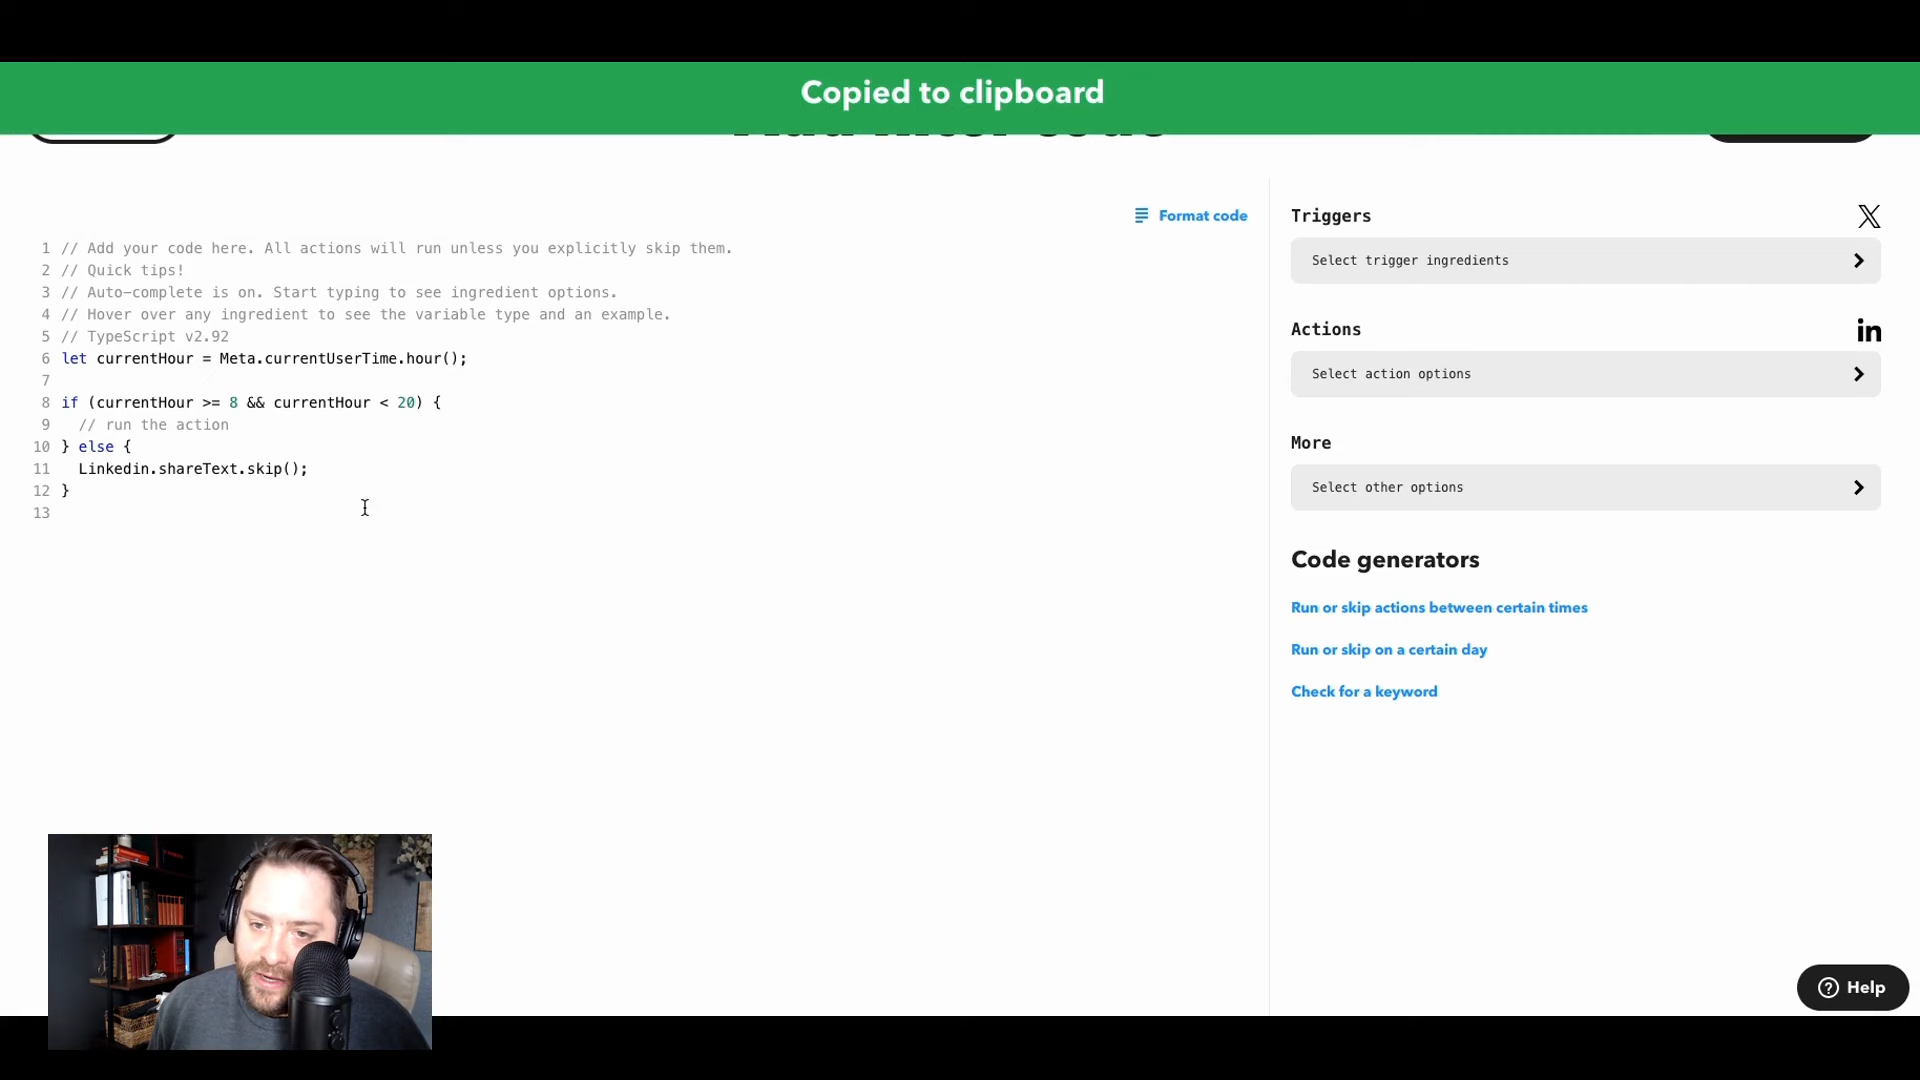 Copied to clipboard
Format code
1 // Add your code here. All actions will run unless you explicitly skip them.
2 // Quick tips!
3 // Auto-complete is on. Start typing to see ingredient options.
4 // Hover over any ingredient to see the variable type and an example.
5 // TypeScript v2.92
6 let currentHour = Meta.currentUserTime.hour();
7
8 if (currentHour >= 8 && currentHour < 20) {
9 // run the action
10 } else {
11 Linkedin.shareText.skip();
12 }
13
Triggers
Select trigger ingredients
Actions
in
Select action options
More
Select other options
Code generators
Run or skip actions between certain times
Run or skip on a certain day
Check for a keyword
? Help